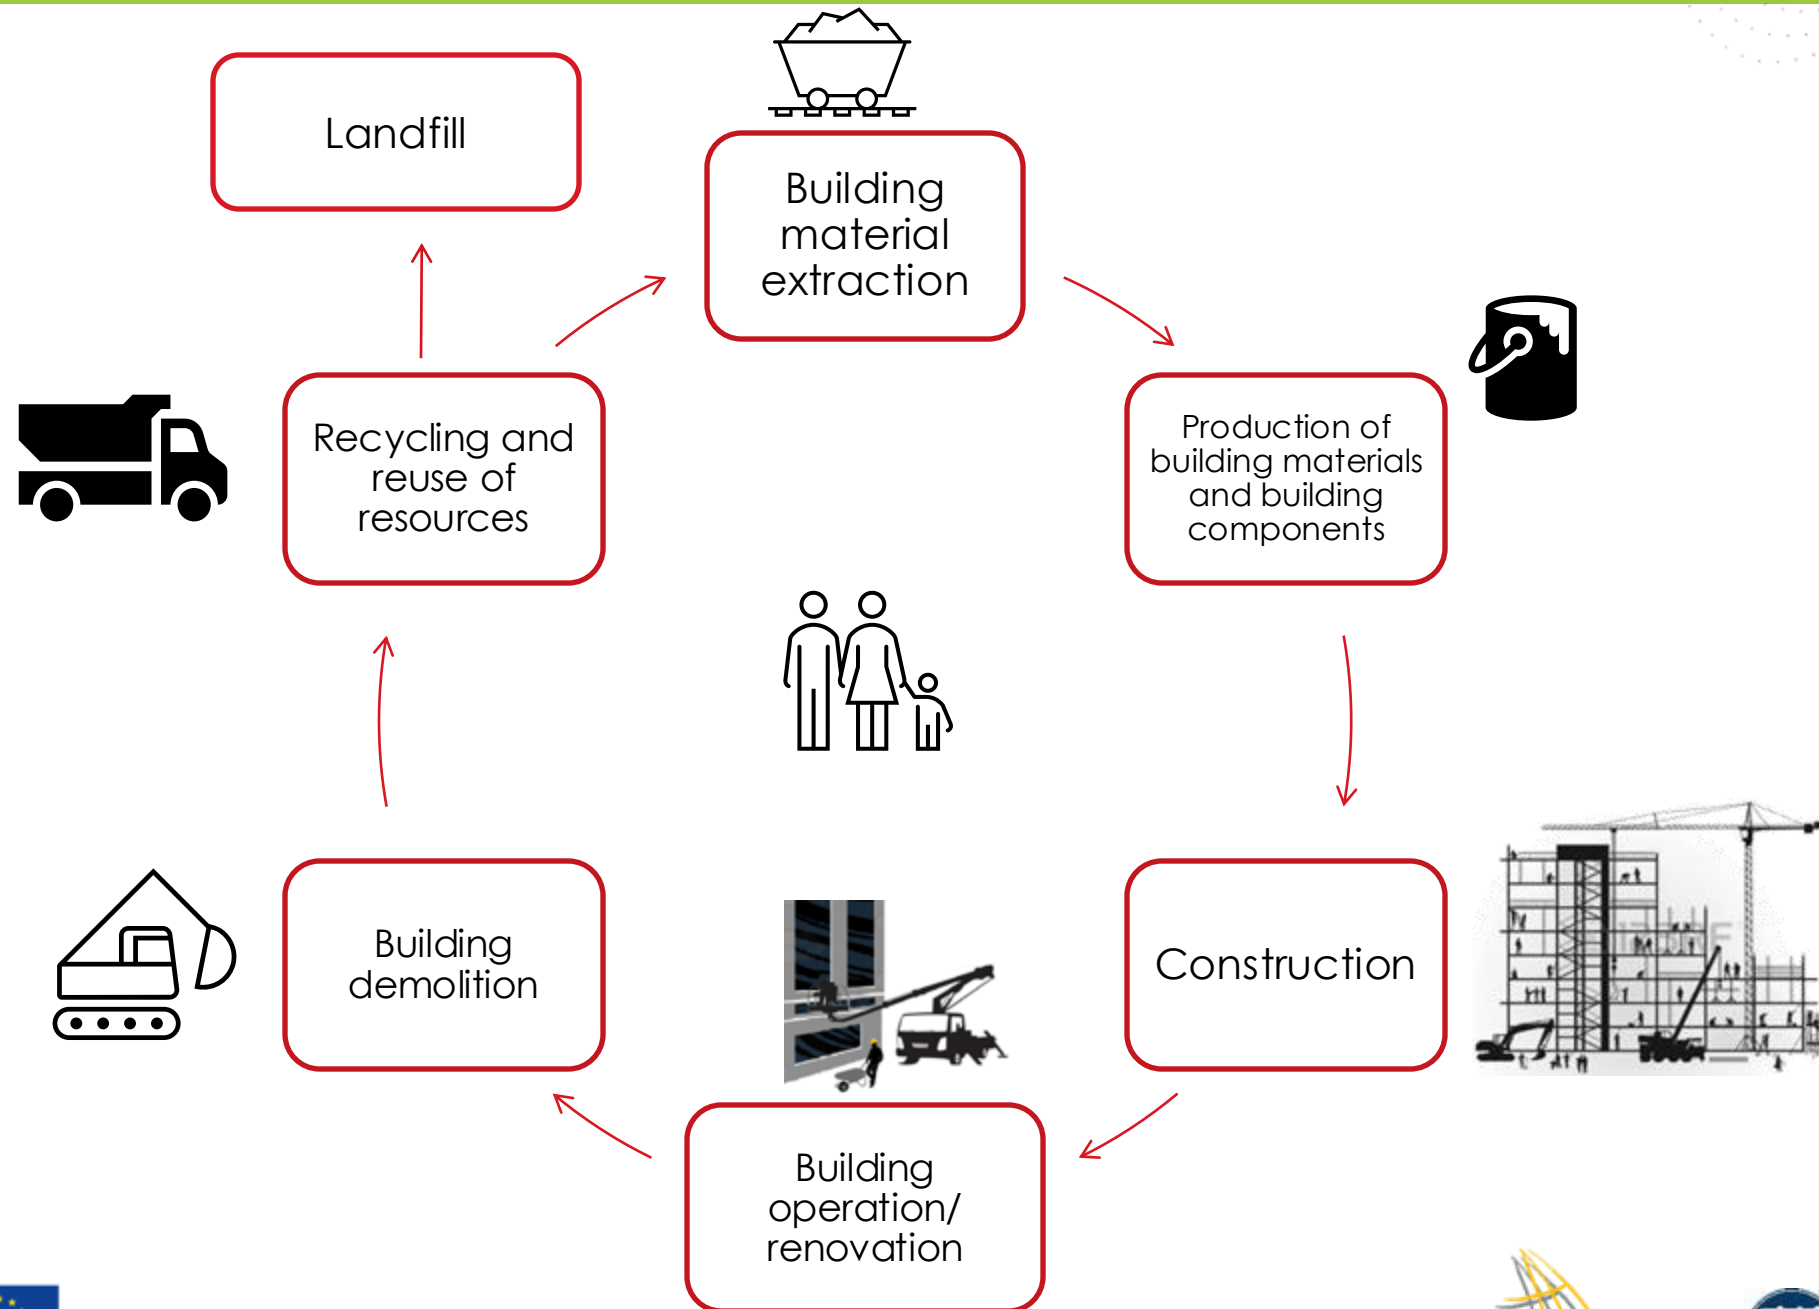 Landfill
Building
material
extraction
Recycling and
reuse of
resources
Production of
building materials
and building
components
Building
demolition
Construction
Building
operation/
renovation